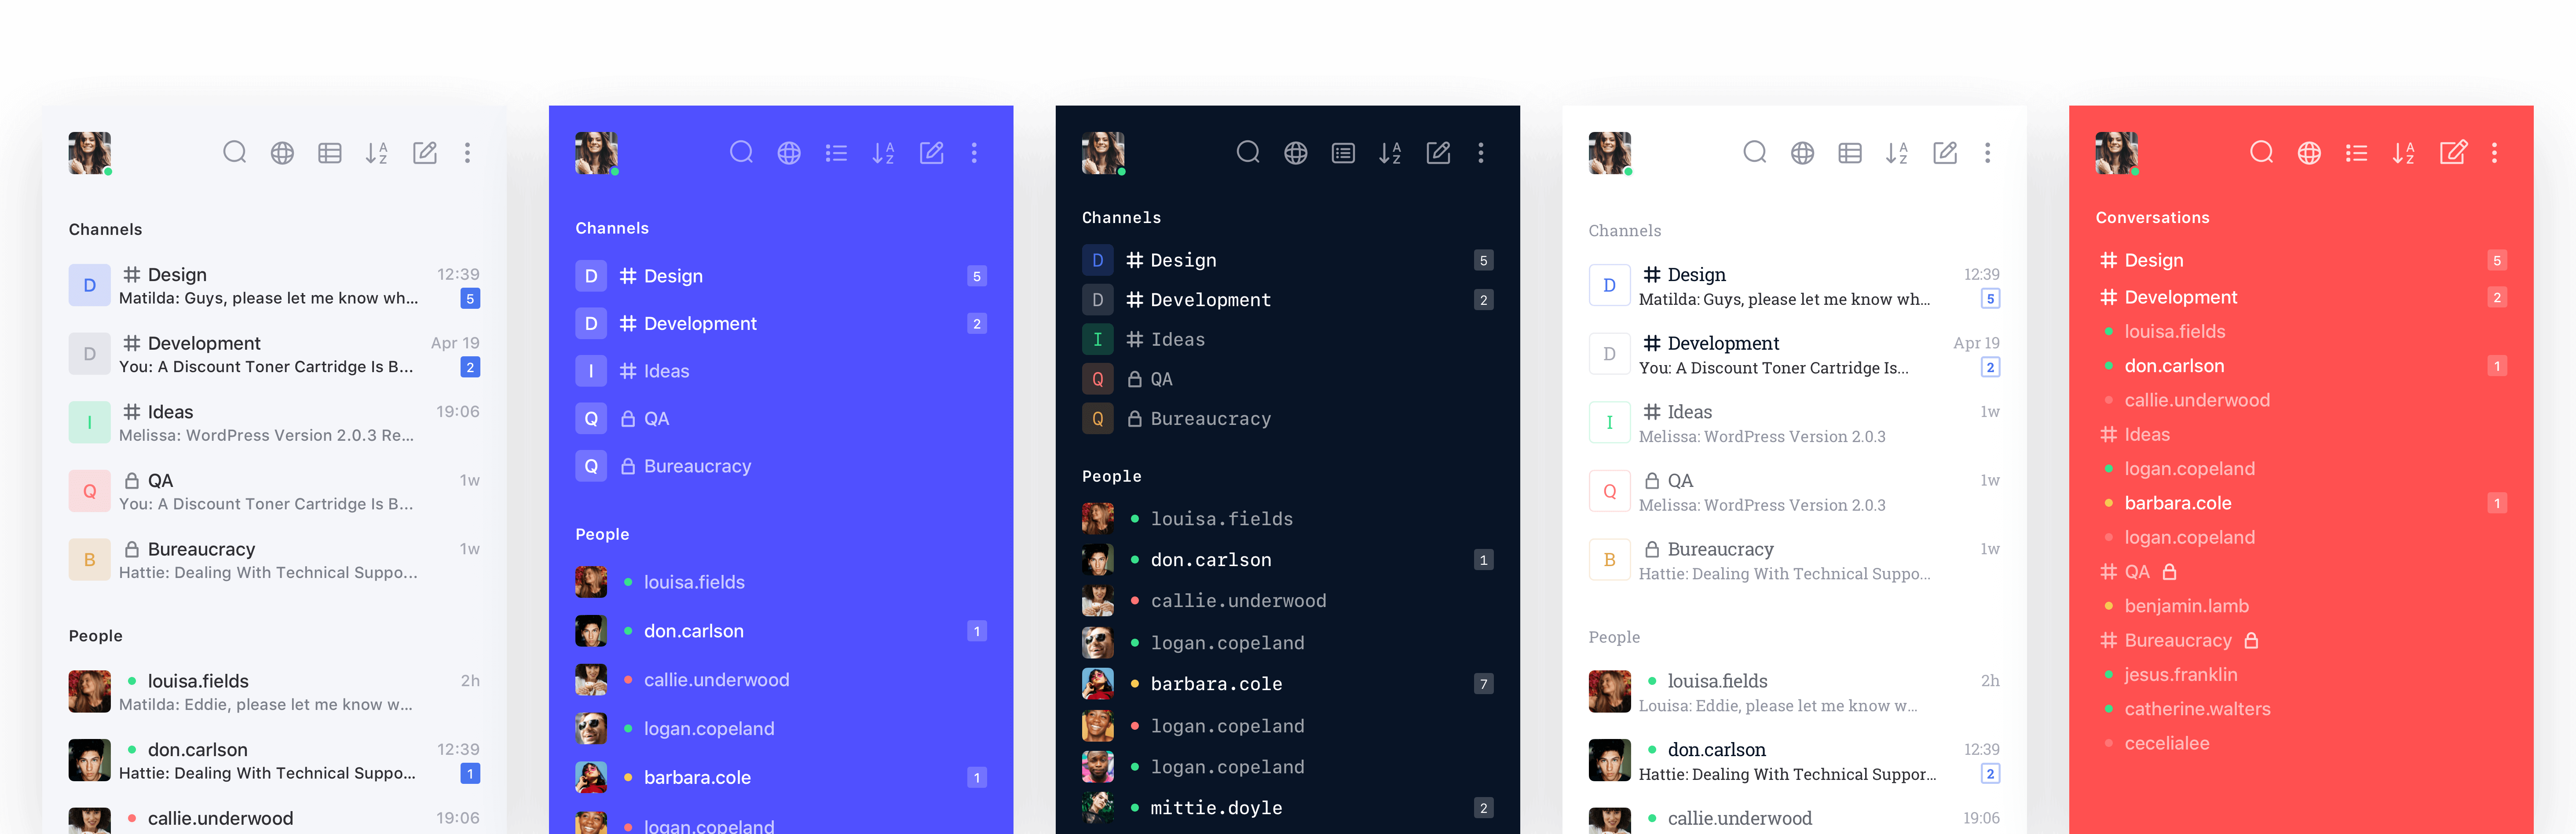 Channels
D # Design 12:39
Matilda: Guys, please let me know wh... 5
D # Development Apr 19
You: A Discount Toner Cartridge Is B... 2
I # Ideas 19:06
Melissa: WordPress Version 2.0.3 Re...
Q QA 1w
You: A Discount Toner Cartridge Is B...
B Bureaucracy 1w
Hattie: Dealing With Technical Suppo...
People
louisa.fields 2h
Matilda: Eddie, please let me know w...
don.carlson 12:39
Hattie: Dealing With Technical Suppo... 1
callie.underwood 19:06
Channels
D # Design 5
D # Development 2
I # Ideas
Q QA
Q Bureaucracy
People
louisa.fields
don.carlson 1
callie.underwood
logan.copeland
barbara.cole 1
logan.copeland
Channels
D # Design 5
D # Development 2
I # Ideas
Q QA
Q Bureaucracy
People
louisa.fields
don.carlson 1
callie.underwood
logan.copeland
barbara.cole 7
logan.copeland
logan.copeland
mittie.doyle 2
Channels
D # Design 12:39
Matilda: Guys, please let me know wh... 5
D # Development Apr 19
You: A Discount Toner Cartridge Is... 2
I # Ideas 1w
Melissa: WordPress Version 2.0.3
Q QA 1w
Melissa: WordPress Version 2.0.3
B Bureaucracy 1w
Hattie: Dealing With Technical Suppo...
People
louisa.fields 2h
Louisa: Eddie, please let me know w...
don.carlson 12:39
Hattie: Dealing With Technical Suppor... 2
callie.underwood 19:06
Conversations
# Design 5
# Development 2
louisa.fields
don.carlson 1
callie.underwood
# Ideas
logan.copeland
barbara.cole 1
logan.copeland
# QA
benjamin.lamb
# Bureaucracy
jesus.franklin
catherine.walters
cecelialee